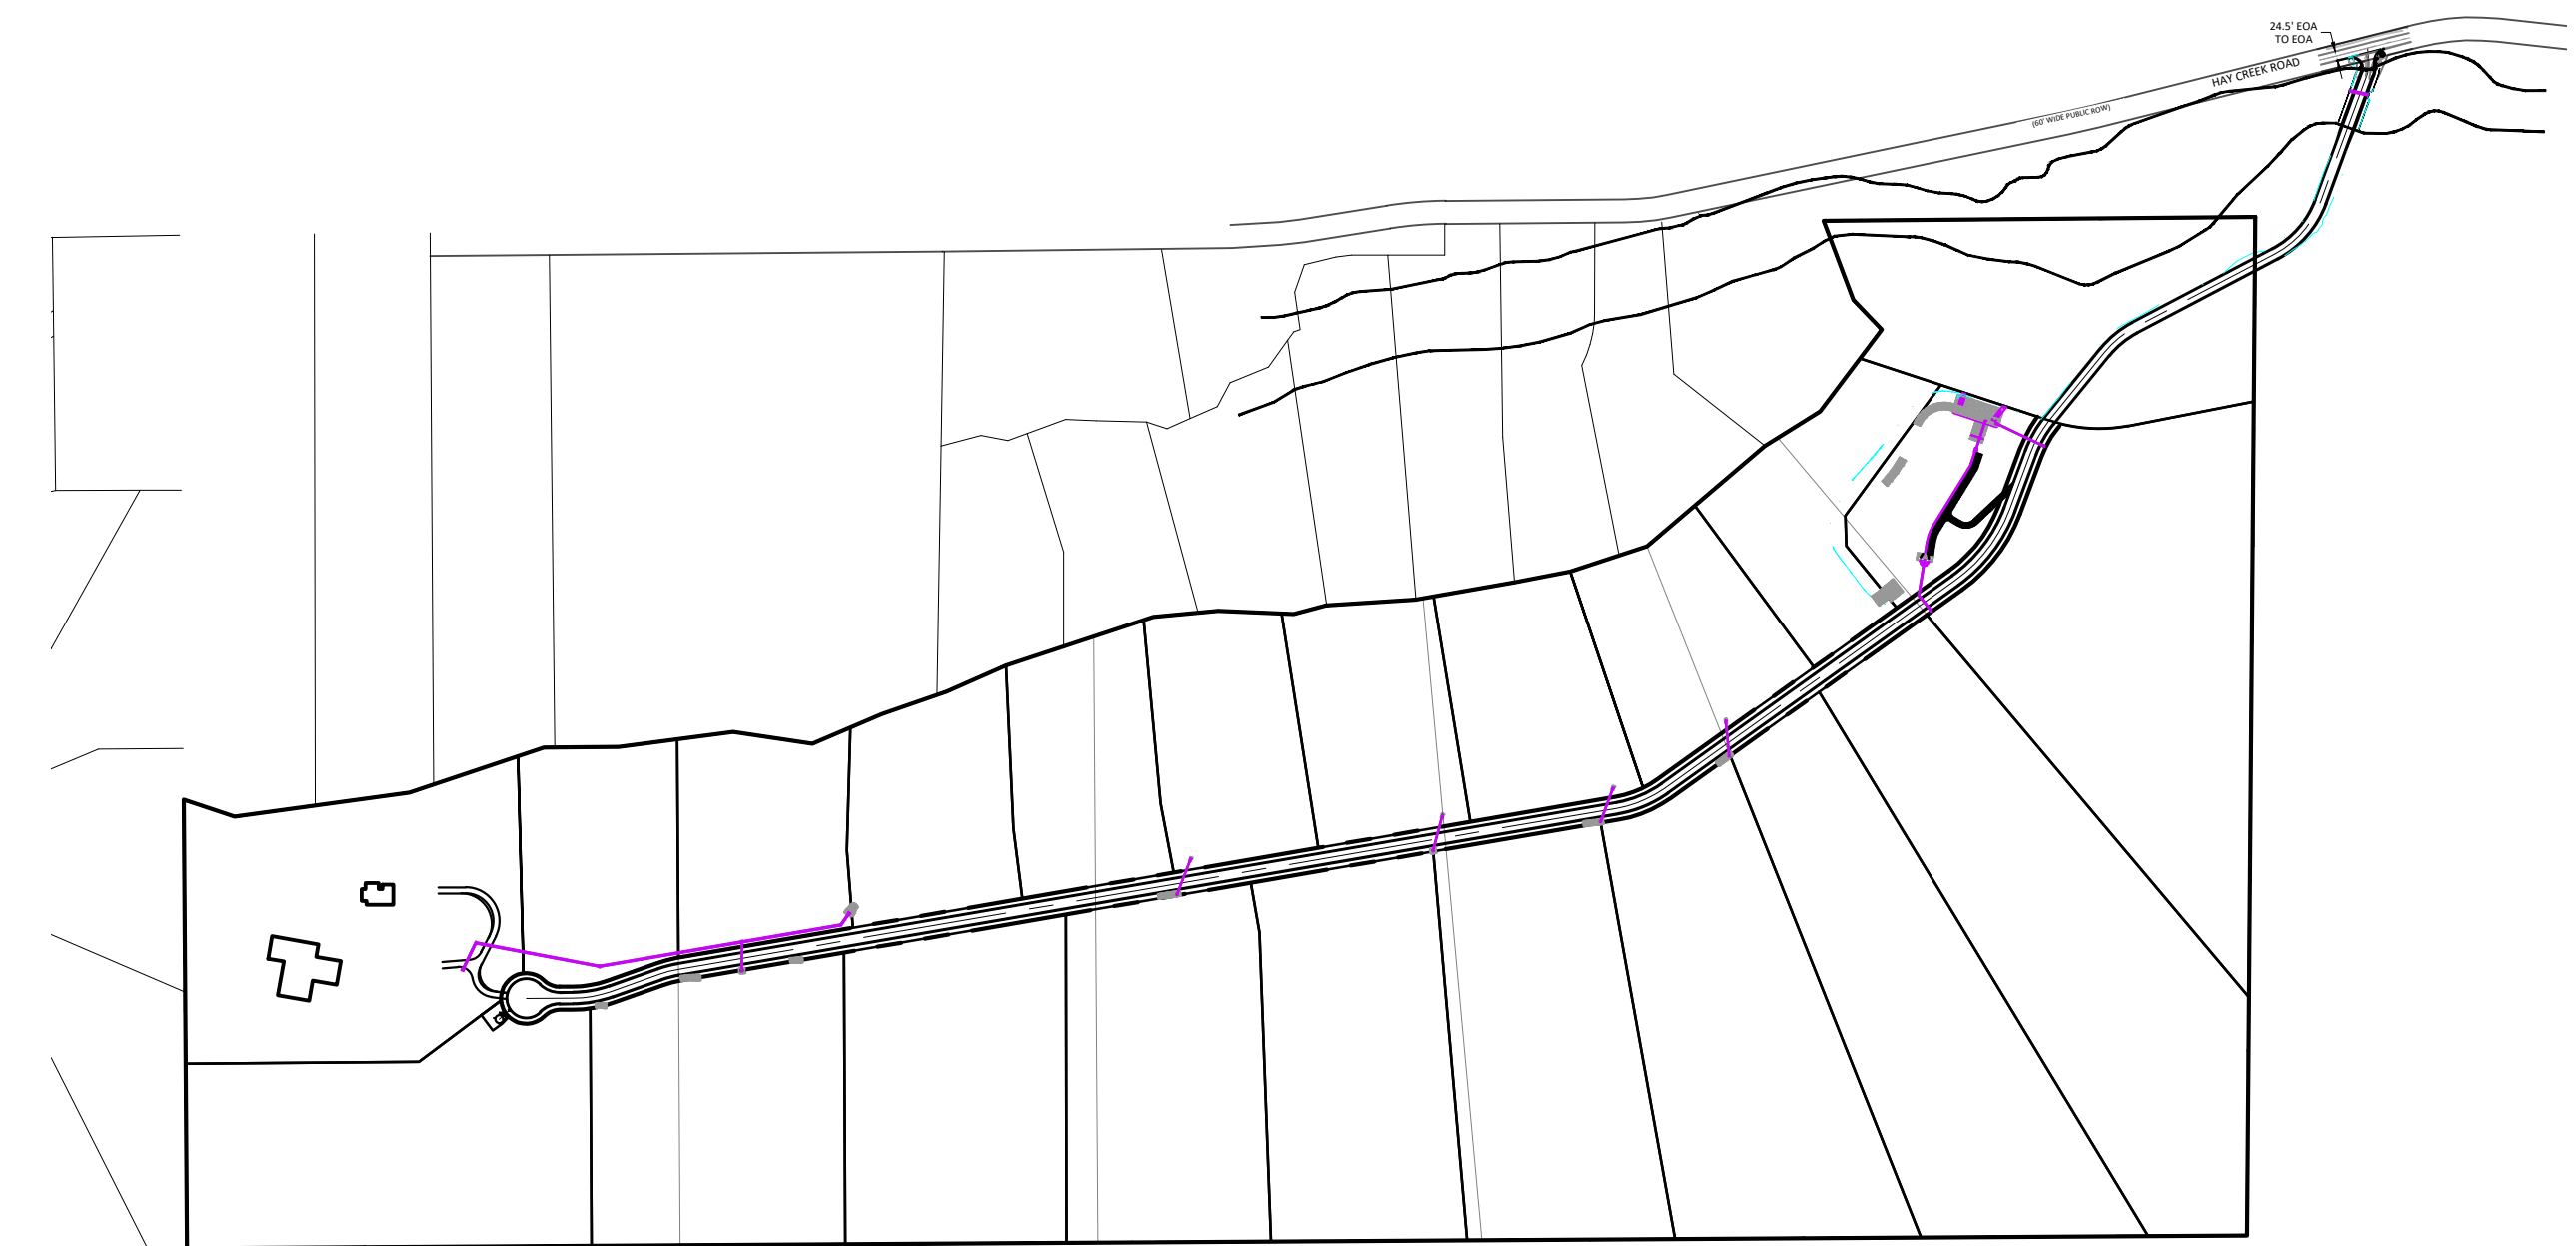 24.5' EOA
TO EOA
HAY CREEK ROAD
(60' WIDE PUBLIC ROW)